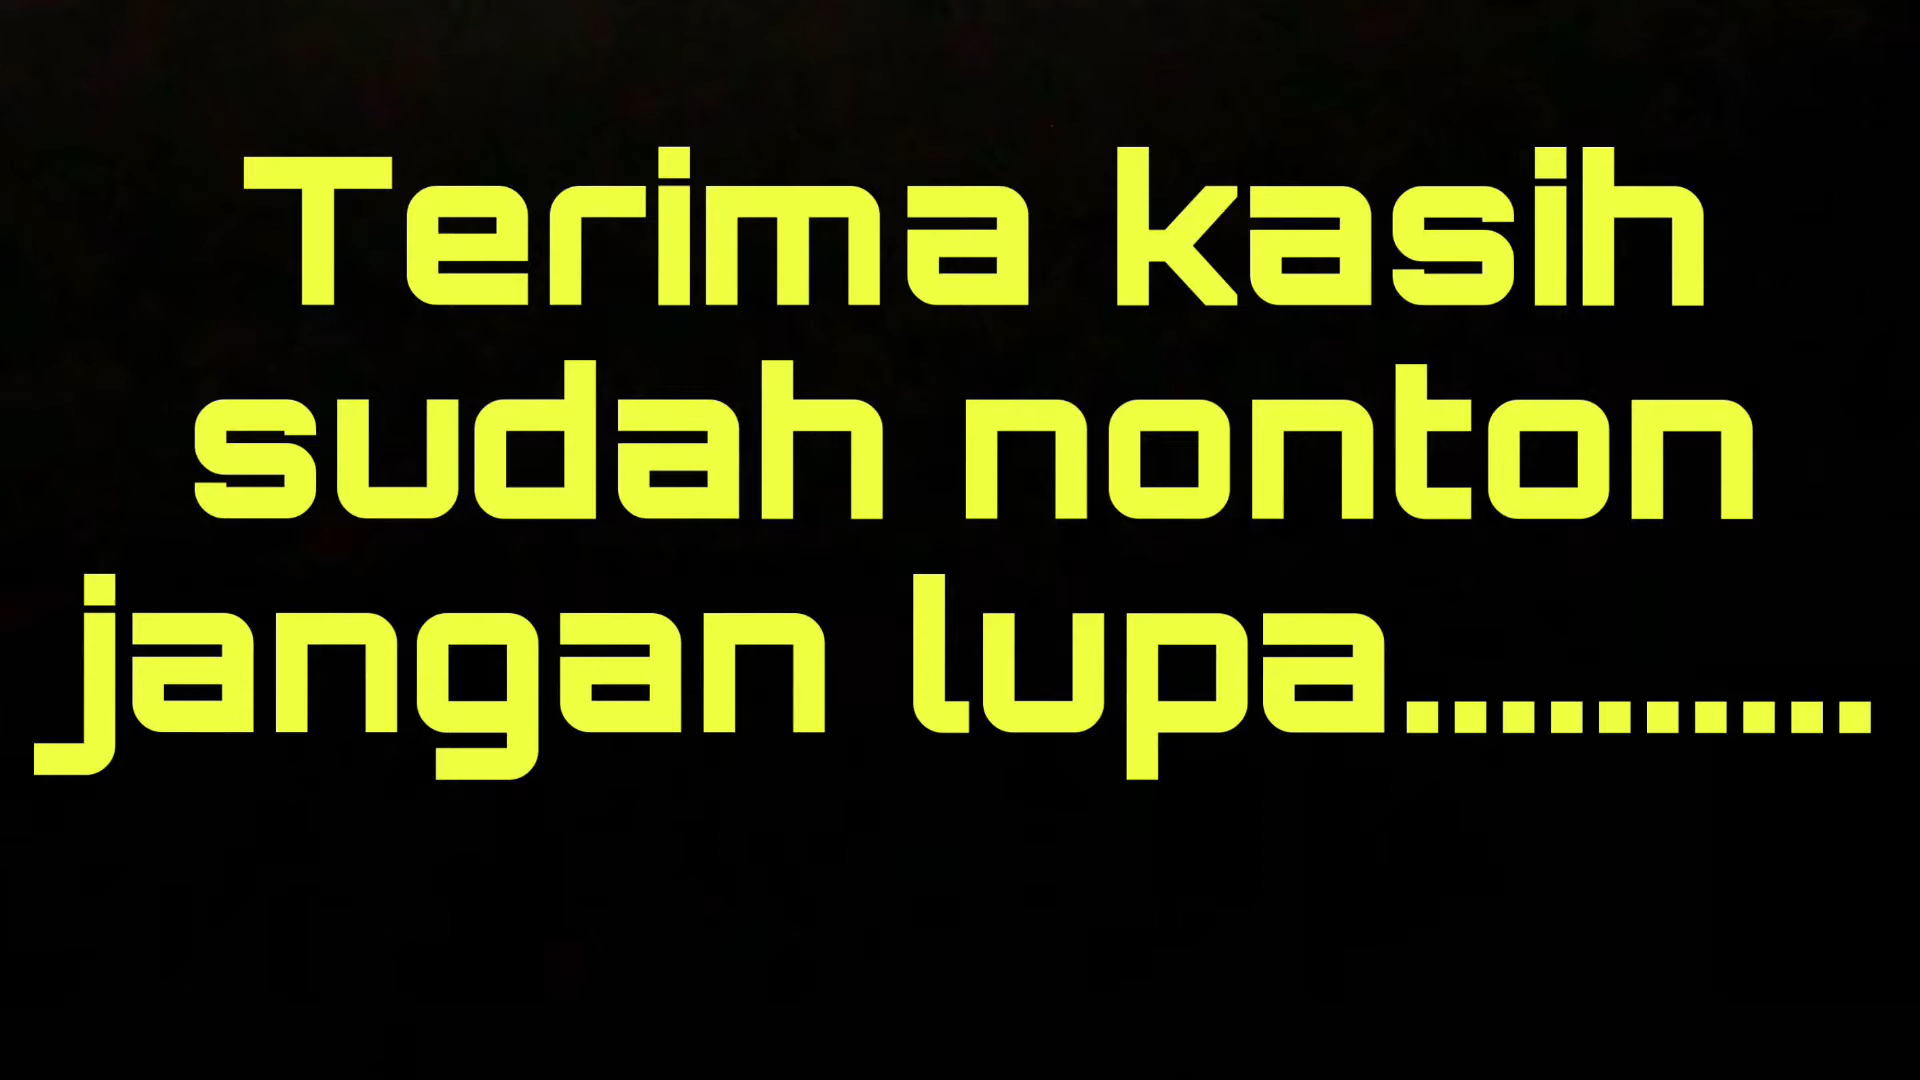 Terima kasih
sudah nonton
jangan lupa..........